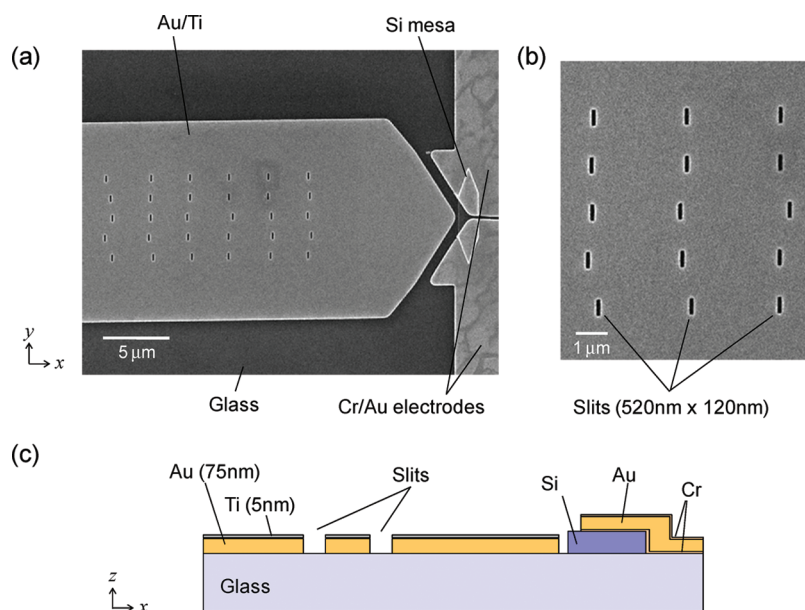 Au/Ti
Si mesa
(a)
(b)
5 μm
y
x
Glass
Cr/Au electrodes
1 μm
Slits (520nm x 120nm)
(c)
Au (75nm)
Ti (5nm)
Slits
Si
Au
Cr
Glass
z
x